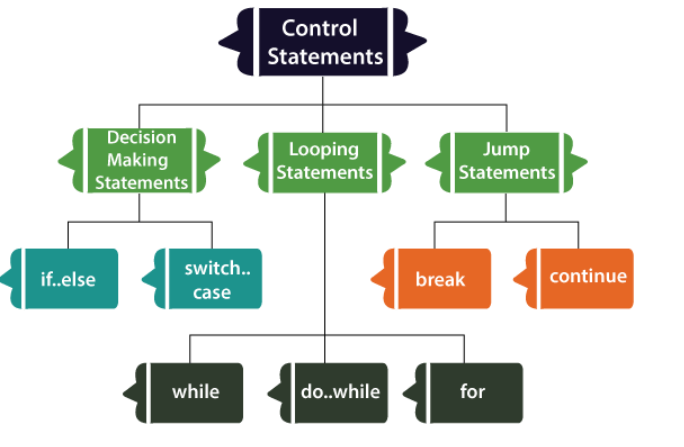 Control
Statements
Decision
Making
Statements
Looping
Statements
Jump
Statements
if..else
switch..
case
break
continue
while
do..while
for